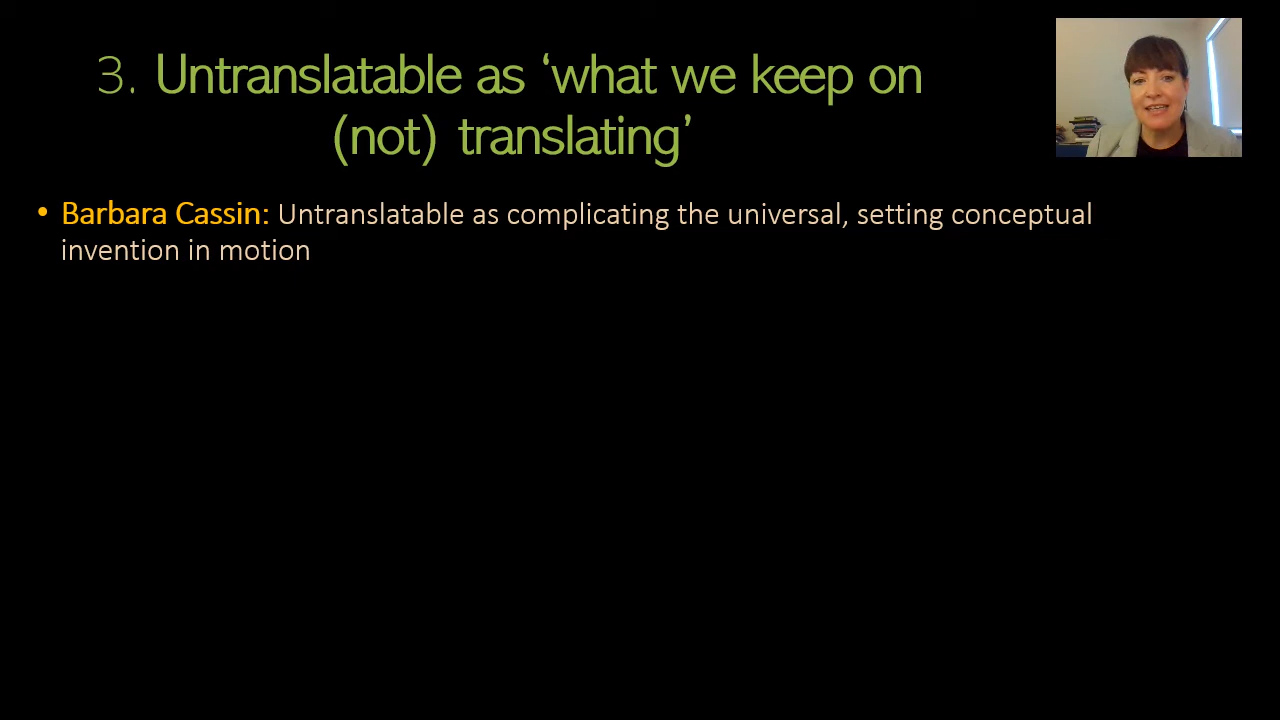 3. Untranslatable as ‘what we keep on
(not) translating’
• Barbara Cassin: Untranslatable as complicating the universal, setting conceptual
invention in motion